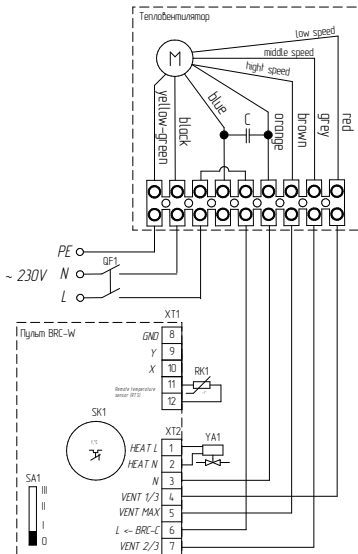 Тепловентилятор
low speed
middle speed
hight speed
M
yellow-green
black
blue
C
orange
brown
grey
red
PE
~ 230V
N
QF1
L
XT1
Пульт BRC-W
GND 8
Y 9
X 10
Remote temperature sensor (RTS)
11
12
RK1
SK1
t,°C
XT2
HEAT L 1
YA1
HEAT N 2
N 3
VENT 1/3 4
VENT MAX 5
L <- BRC-C 6
VENT 2/3 7
SA1
III
II
I
0